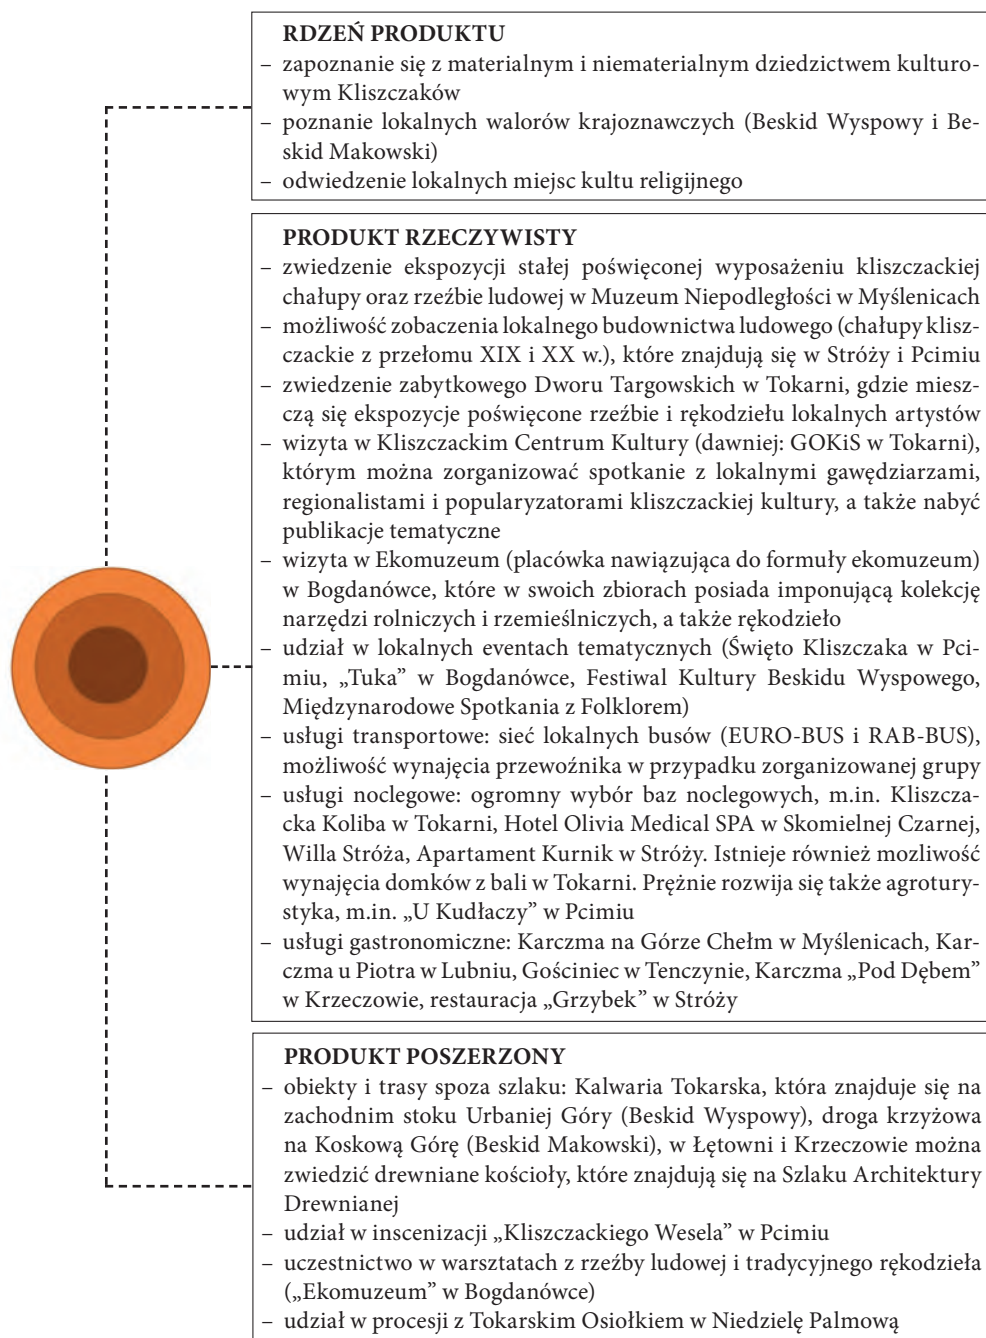 RDZEŃ PRODUKTU
– zapoznanie się z materialnym i niematerialnym dziedzictwem kulturo-
wym Kliszczaków
– poznanie lokalnych walorów krajoznawczych (Beskid Wyspowy i Be-
skid Makowski)
– odwiedzenie lokalnych miejsc kultu religijnego
PRODUKT RZECZYWISTY
– zwiedzenie ekspozycji stałej poświęconej wyposażeniu kliszczackiej
chałupy oraz rzeźbie ludowej w Muzeum Niepodległości w Myślenicach
– możliwość zobaczenia lokalnego budownictwa ludowego (chałupy klisz-
czackie z przełomu XIX i XX w.), które znajdują się w Stróży i Pcimiu
– zwiedzenie zabytkowego Dworu Targowskich w Tokarni, gdzie miesz-
czą się ekspozycje poświęcone rzeźbie i rękodziełu lokalnych artystów
– wizyta w Kliszczackim Centrum Kultury (dawniej: GOKiS w Tokarni),
którym można zorganizować spotkanie z lokalnymi gawędziarzami,
regionalistami i popularyzatorami kliszczackiej kultury, a także nabyć
publikacje tematyczne
– wizyta w Ekomuzeum (placówka nawiązująca do formuły ekomuzeum)
w Bogdanówce, które w swoich zbiorach posiada imponującą kolekcję
narzędzi rolniczych i rzemieślniczych, a także rękodzieło
– udział w lokalnych eventach tematycznych (Święto Kliszczaka w Pci-
miu, „Tuka” w Bogdanówce, Festiwal Kultury Beskidu Wyspowego,
Międzynarodowe Spotkania z Folklorem)
– usługi transportowe: sieć lokalnych busów (EURO-BUS i RAB-BUS),
możliwość wynajęcia przewoźnika w przypadku zorganizowanej grupy
– usługi noclegowe: ogromny wybór baz noclegowych, m.in. Kliszcza-
cka Koliba w Tokarni, Hotel Olivia Medical SPA w Skomielnej Czarnej,
Willa Stróża, Apartament Kurnik w Stróży. Istnieje również mozliwość
wynajęcia domków z bali w Tokarni. Prężnie rozwija się także agrotury-
styka, m.in. „U Kudłaczy” w Pcimiu
– usługi gastronomiczne: Karczma na Górze Chełm w Myślenicach, Kar-
czma u Piotra w Lubniu, Gościniec w Tenczynie, Karczma „Pod Dębem”
w Krzeczowie, restauracja „Grzybek” w Stróży
PRODUKT POSZERZONY
– obiekty i trasy spoza szlaku: Kalwaria Tokarska, która znajduje się na
zachodnim stoku Urbaniej Góry (Beskid Wyspowy), droga krzyżowa
na Koskową Górę (Beskid Makowski), w Łętowni i Krzeczowie można
zwiedzić drewniane kościoły, które znajdują się na Szlaku Architektury
Drewnianej
– udział w inscenizacji „Kliszczackiego Wesela” w Pcimiu
– uczestnictwo w warsztatach z rzeźby ludowej i tradycyjnego rękodzieła
(„Ekomuzeum” w Bogdanówce)
– udział w procesji z Tokarskim Osiołkiem w Niedzielę Palmową